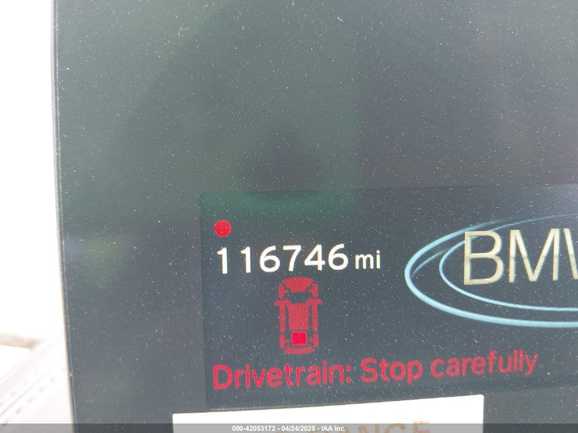 116746 mi
BMW
Drivetrain: Stop carefully
000-42053172 - 04/24/2025 - IAA Inc.